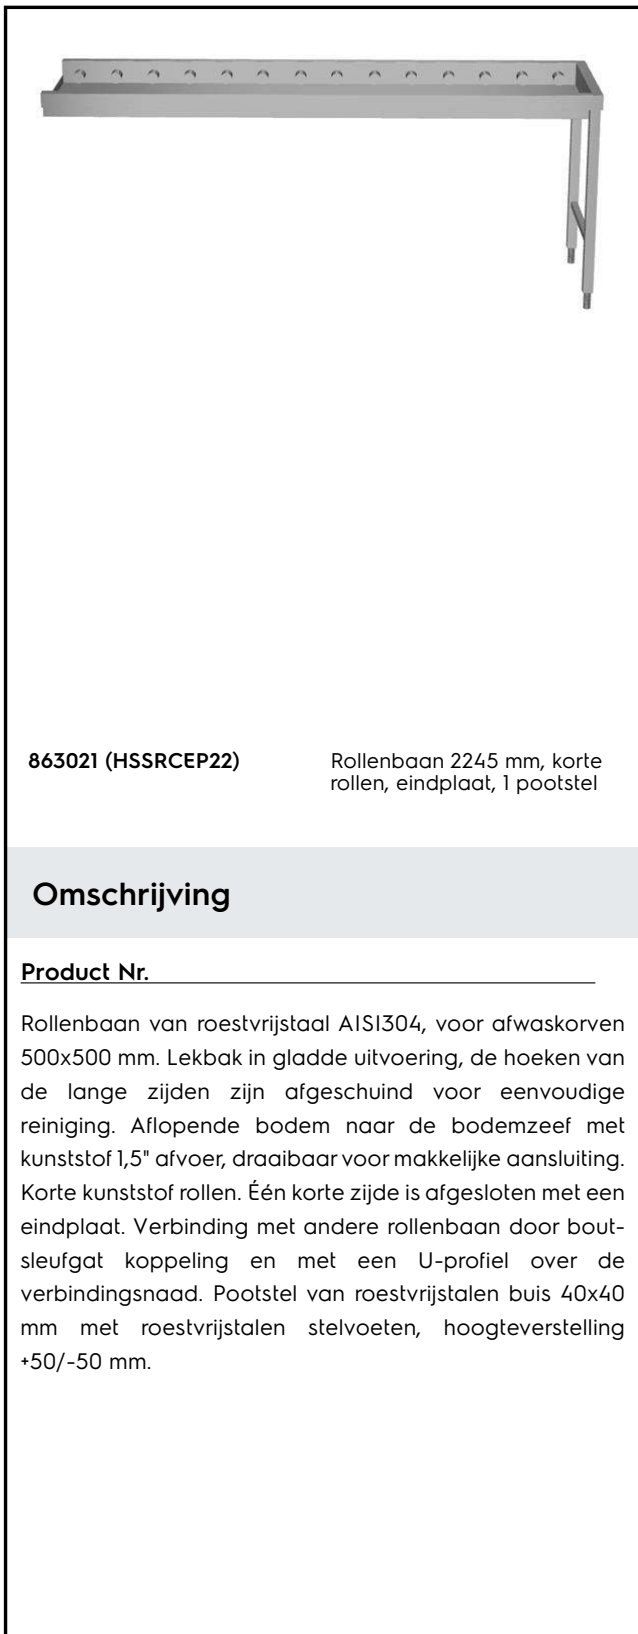 863021 (HSSRCEP22)
Rollenbaan 2245 mm, korte
rollen, eindplaat, 1 pootstel
Omschrijving
Product Nr.
Rollenbaan van roestvrijstaal AISI304, voor afwaskorven
500x500 mm. Lekbak in gladde uitvoering, de hoeken van
de lange zijden zijn afgeschuind voor eenvoudige
reiniging. Aflopende bodem naar de bodemzeef met
kunststof 1,5" afvoer, draaibaar voor makkelijke aansluiting.
Korte kunststof rollen. Één korte zijde is afgesloten met een
eindplaat. Verbinding met andere rollenbaan door bout-
sleufgat koppeling en met een U-profiel over de
verbindingsnaad. Pootstel van roestvrijstalen buis 40x40
mm met roestvrijstalen stelvoeten, hoogteverstelling
+50/-50 mm.